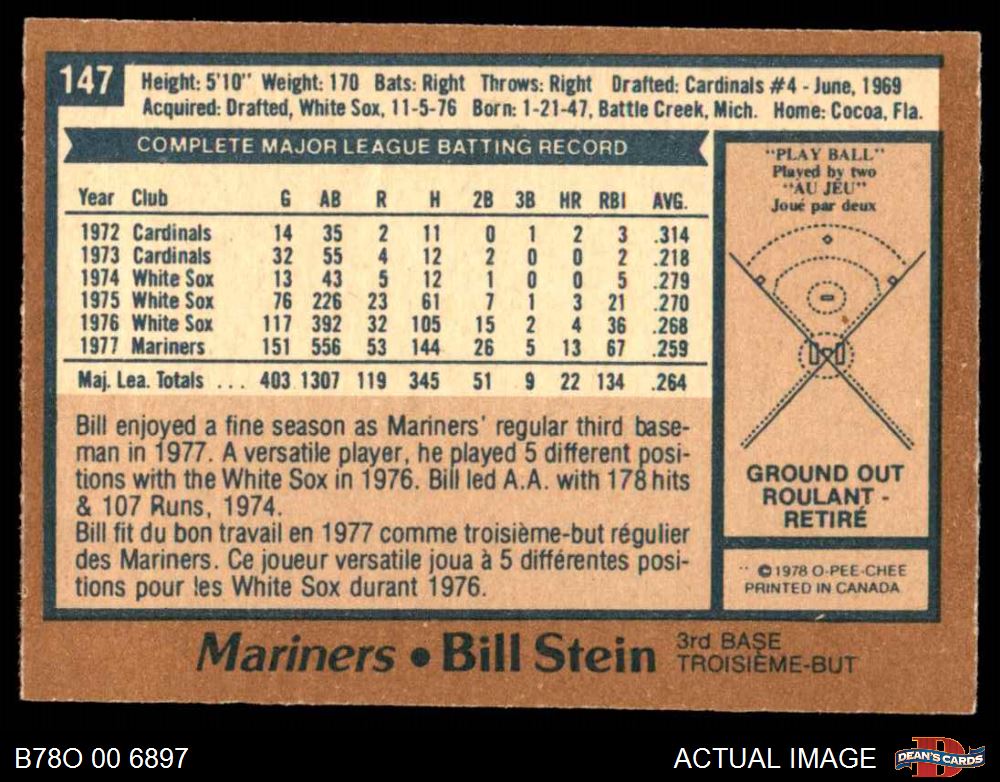 147
Height: 5'10" Weight: 170 Bats: Right Throws: Right Drafted: Cardinals #4 - June, 1969
Acquired: Drafted, White Sox, 11-5-76 Born: 1-21-47, Battle Creek, Mich. Home: Cocoa, Fla.
COMPLETE MAJOR LEAGUE BATTING RECORD
Year Club G AB R H 2B 3B HR RBI AVG.
1972 Cardinals 14 35 2 11 0 1 2 3 .314
1973 Cardinals 32 55 4 12 2 0 0 2 .218
1974 White Sox 13 43 5 12 1 0 0 5 .279
1975 White Sox 76 226 23 61 7 1 3 21 .270
1976 White Sox 117 392 32 105 15 2 4 36 .268
1977 Mariners 151 556 53 144 26 5 13 67 .259
Maj. Lea. Totals ... 403 1307 119 345 51 9 22 134 .264
Bill enjoyed a fine season as Mariners' regular third base-
man in 1977. A versatile player, he played 5 different posi-
tions with the White Sox in 1976. Bill led A.A. with 178 hits
& 107 Runs, 1974.
Bill fit du bon travail en 1977 comme troisième-but régulier
des Mariners. Ce joueur versatile joua à 5 différentes posi-
tions pour les White Sox durant 1976.
"PLAY BALL"
Played by two
"AU JEU"
Joué par deux
GROUND OUT
ROULANT -
RETIRÉ
©1978 O-PEE-CHEE
PRINTED IN CANADA
Mariners • Bill Stein
3rd BASE
TROISIÈME-BUT
B78O 00 6897
ACTUAL IMAGE
DEAN'S CARDS